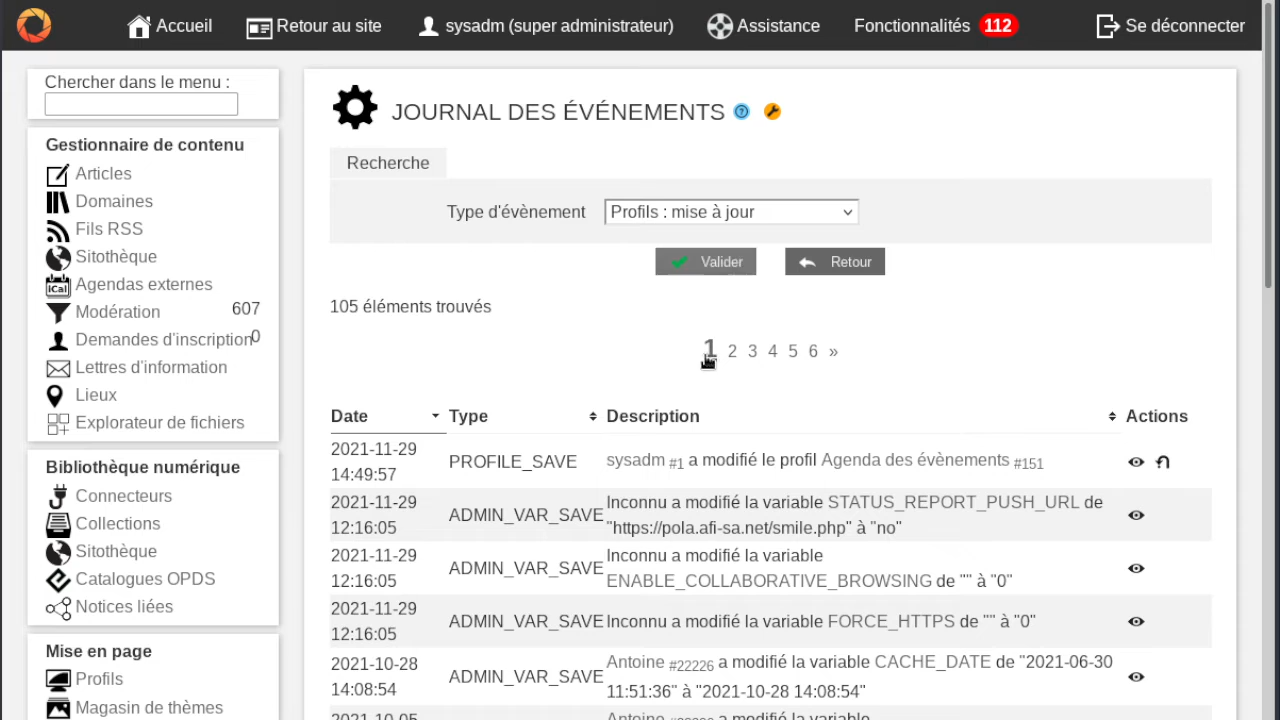 Accueil Retour au site sysadm (super administrateur) Assistance Fonctionnalités 112 Se déconnecter
Chercher dans le menu :
Gestionnaire de contenu
Articles
Domaines
Fils RSS
Sitothèque
iCal Agendas externes
Modération 607
Demandes d'inscription 0
Lettres d'information
Lieux
Explorateur de fichiers
Bibliothèque numérique
Connecteurs
Collections
Sitothèque
Catalogues OPDS
Notices liées
Mise en page
Profils
Magasin de thèmes
JOURNAL DES ÉVÉNEMENTS ?
Recherche
Type d'évènement Profils : mise à jour
Valider Retour
105 éléments trouvés
1 2 3 4 5 6 »
Date Type Description Actions
2021-11-29
14:49:57
PROFILE_SAVE
sysadm #1 a modifié le profil Agenda des évènements #151
2021-11-29
12:16:05
ADMIN_VAR_SAVE
Inconnu a modifié la variable STATUS_REPORT_PUSH_URL de
"https://pola.afi-sa.net/smile.php" à "no"
2021-11-29
12:16:05
ADMIN_VAR_SAVE
Inconnu a modifié la variable
ENABLE_COLLABORATIVE_BROWSING de "" à "0"
2021-11-29
12:16:05
ADMIN_VAR_SAVE
Inconnu a modifié la variable FORCE_HTTPS de "" à "0"
2021-10-28
14:08:54
ADMIN_VAR_SAVE
Antoine #22226 a modifié la variable CACHE_DATE de "2021-06-30
11:51:36" à "2021-10-28 14:08:54"
2021-10-05
Antoine a modifié la variable